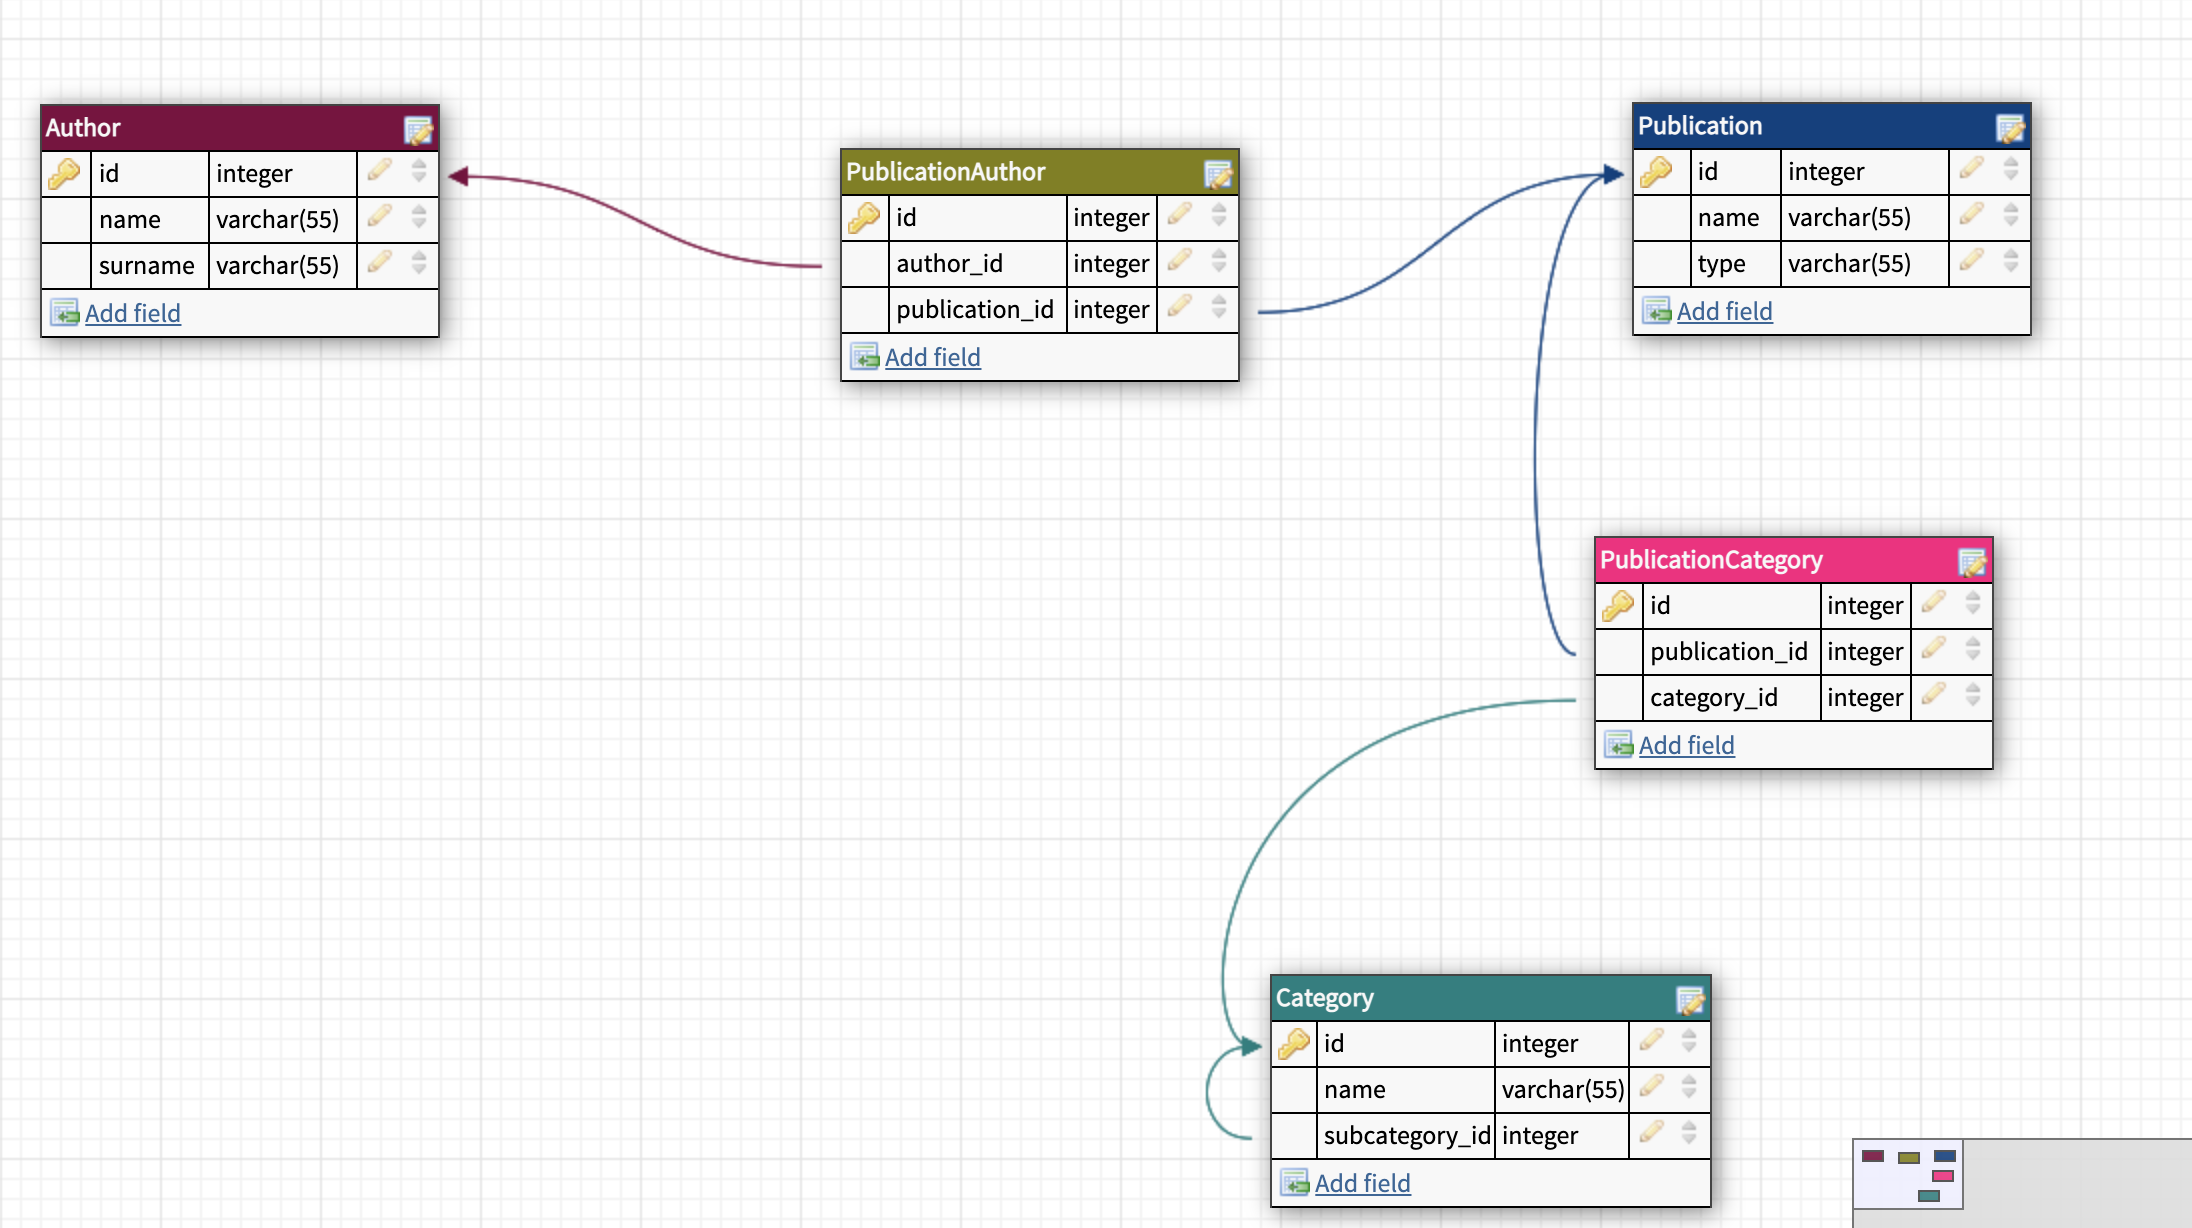 Author
id integer
name varchar(55)
surname varchar(55)
Add field
PublicationAuthor
id integer
author_id integer
publication_id integer
Add field
Publication
id integer
name varchar(55)
type varchar(55)
Add field
PublicationCategory
id integer
publication_id integer
category_id integer
Add field
Category
id integer
name varchar(55)
subcategory_id integer
Add field